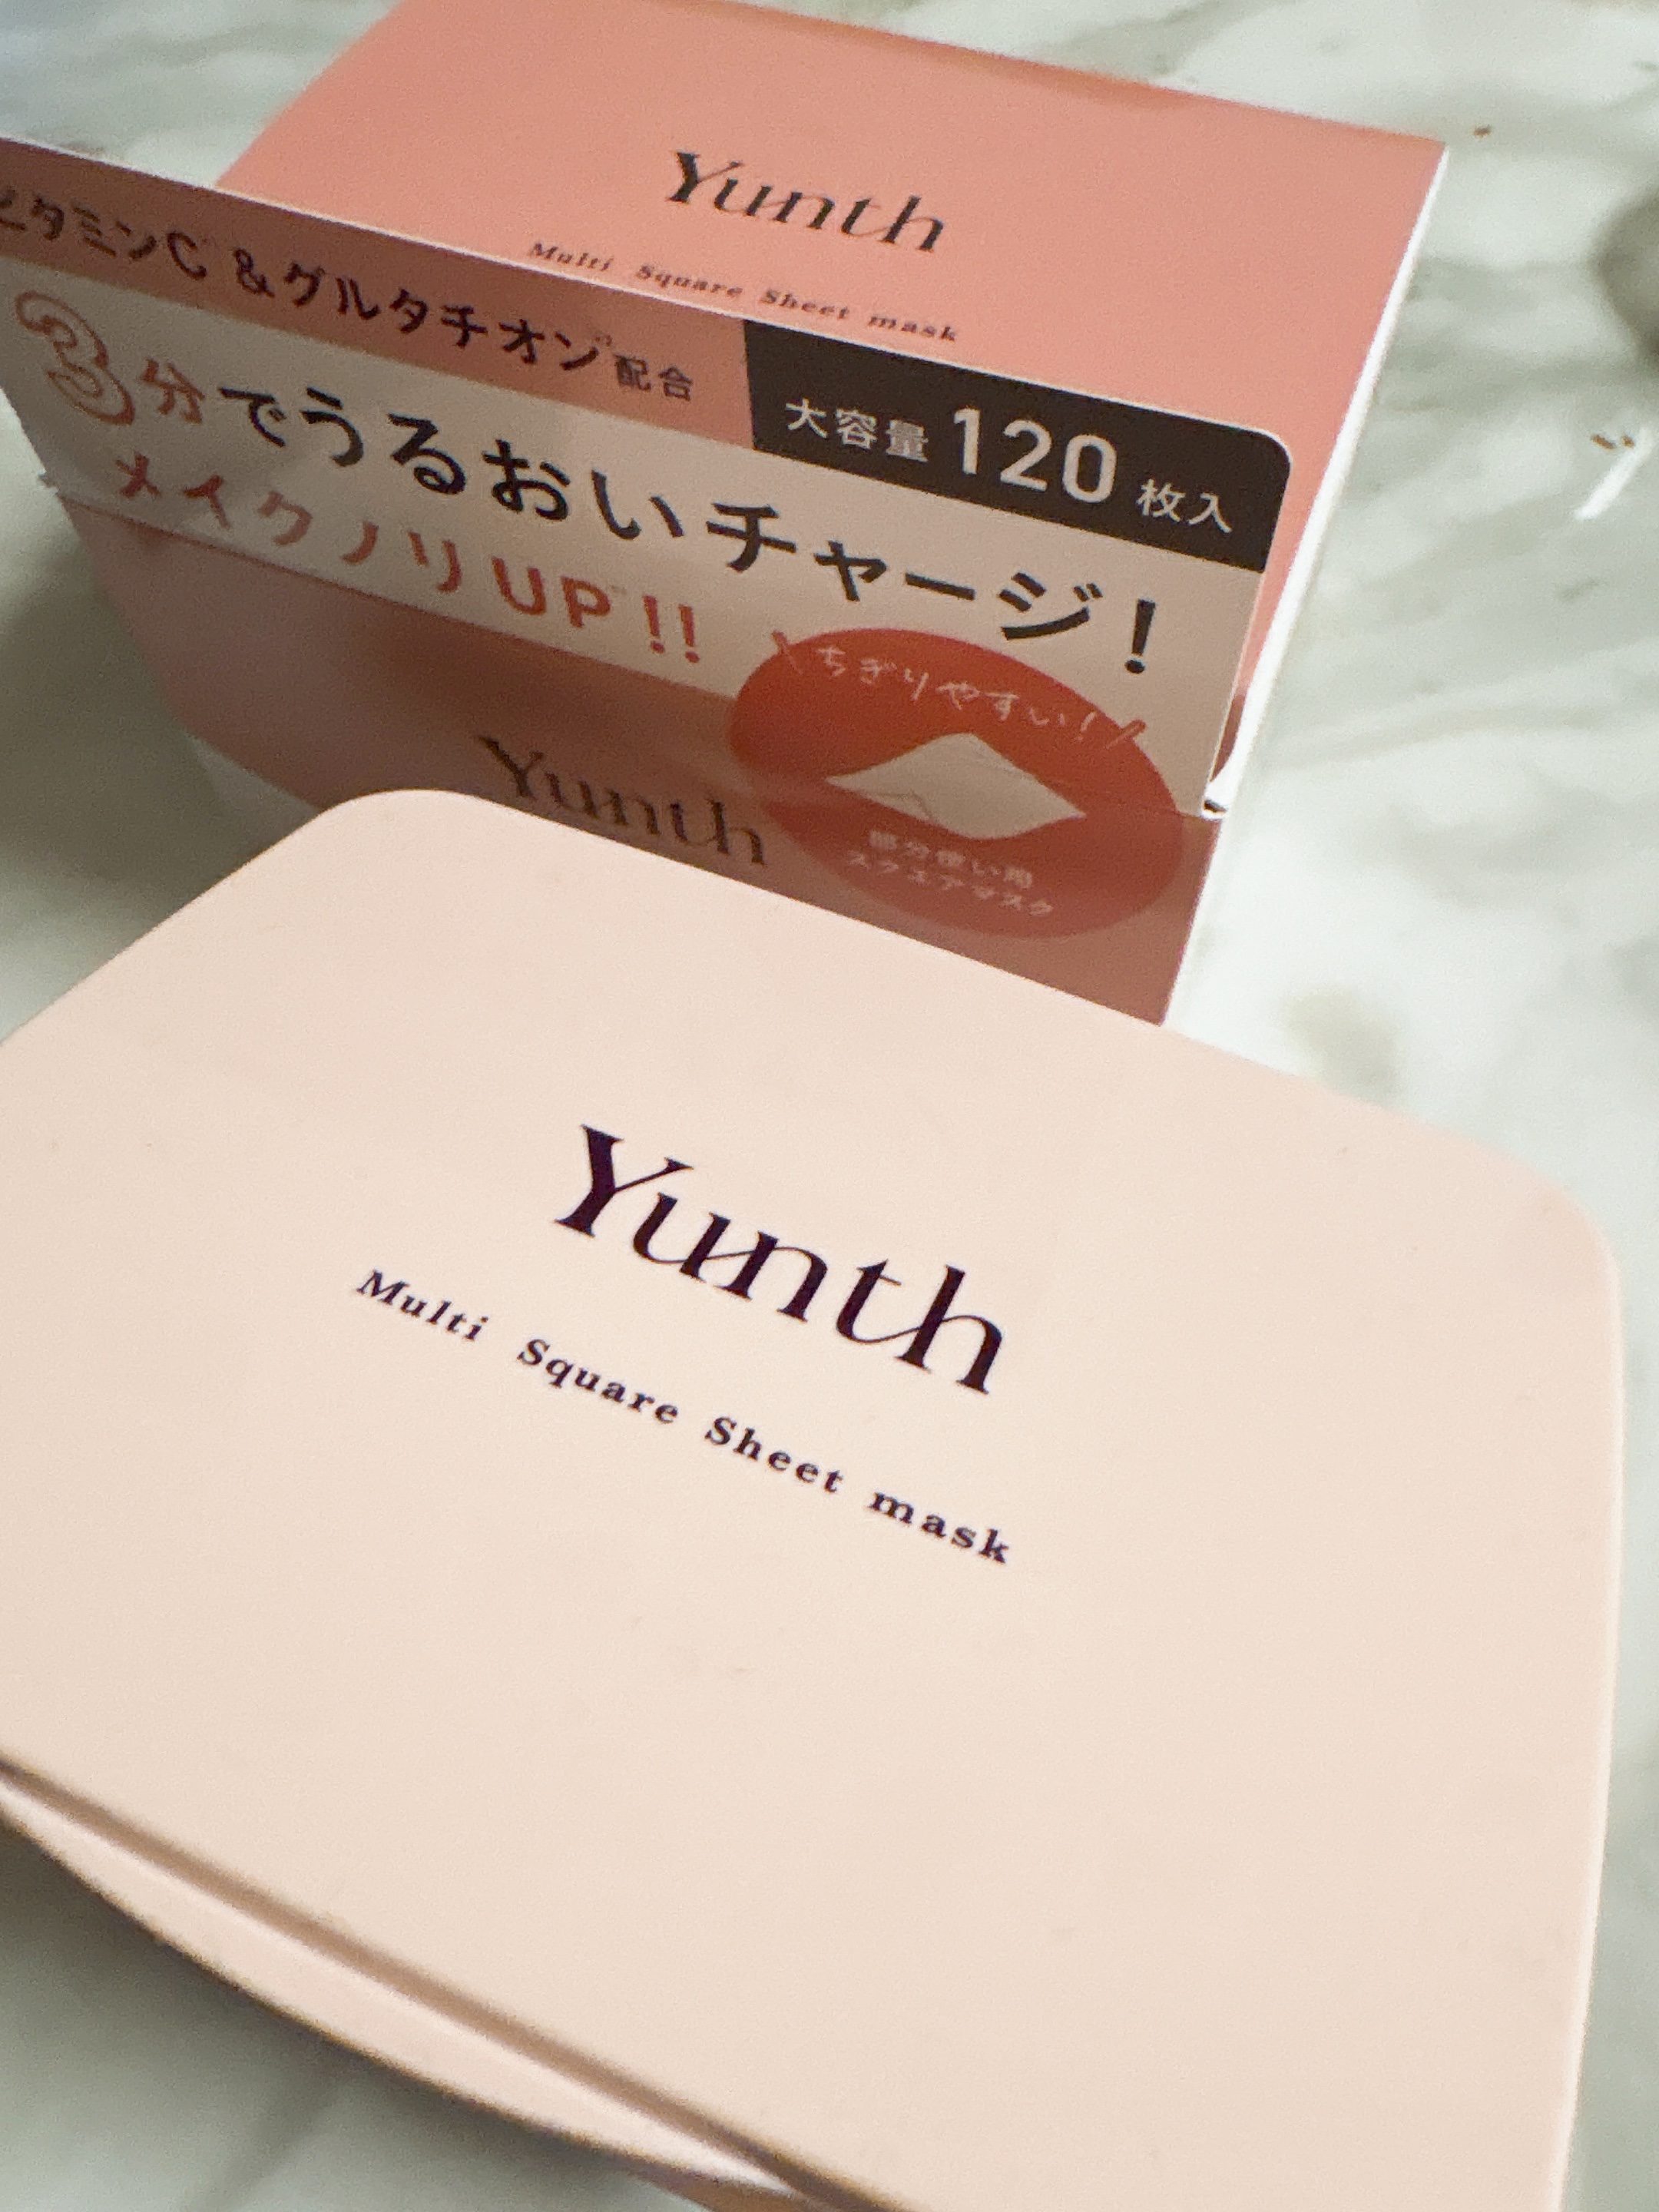 Yunth
Multi Square Sheet mask
ビタミンC & グルタチオン配合
大容量 120 枚入
3分でうるおいチャージ!
メイクノリUP!!
ちぎりやすい!
部分使い用
スクエアマスク
Yunth
Yunth
Multi Square Sheet mask